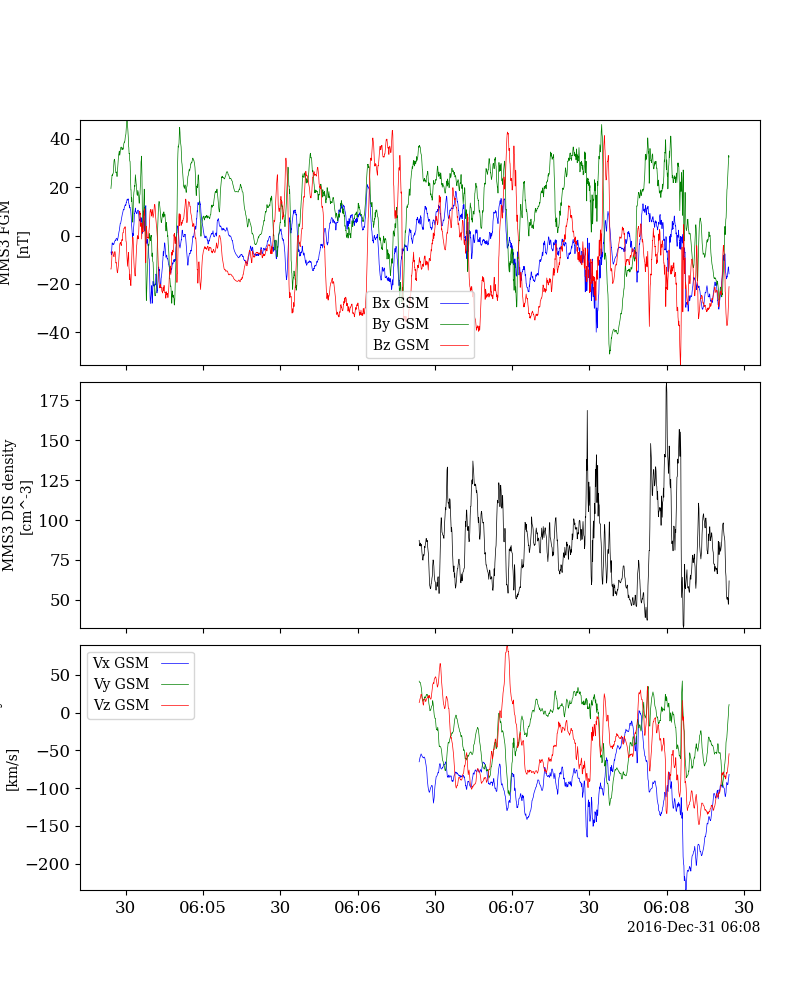 40
20
0
−20
−40
MMS3 FGM
[nT]
Bx GSM
By GSM
Bz GSM
175
150
125
100
75
50
MMS3 DIS density
[cm^-3]
50
0
−50
−100
−150
−200
[km/s]
Vx GSM
Vy GSM
Vz GSM
30 06:05 30 06:06 30 06:07 30 06:08 30
2016-Dec-31 06:08